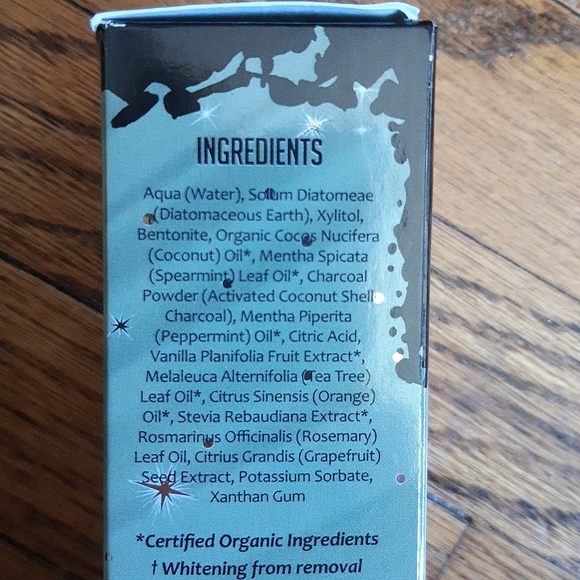 INGREDIENTS
Aqua (Water), Solum Diatomeae
(Diatomaceous Earth), Xylitol,
Bentonite, Organic Cocos Nucifera
(Coconut) Oil*, Mentha Spicata
(Spearmint) Leaf Oil*, Charcoal
Powder (Activated Coconut Shell
Charcoal), Mentha Piperita
(Peppermint) Oil*, Citric Acid,
Vanilla Planifolia Fruit Extract*,
Melaleuca Alternifolia (Tea Tree)
Leaf Oil*, Citrus Sinensis (Orange)
Oil*, Stevia Rebaudiana Extract*,
Rosmarinus Officinalis (Rosemary)
Leaf Oil, Citrius Grandis (Grapefruit)
Seed Extract, Potassium Sorbate,
Xanthan Gum
*Certified Organic Ingredients
† Whitening from removal